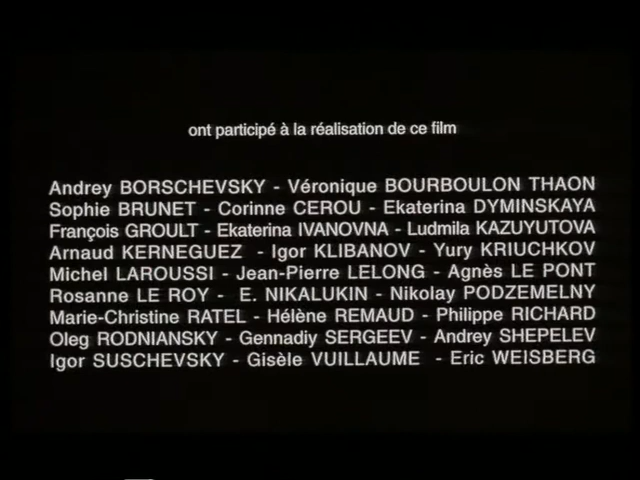 ont participé à la réalisation de ce film
Andrey BORSCHEVSKY - Véronique BOURBOULON THAON
Sophie BRUNET - Corinne CEROU - Ekaterina DYMINSKAYA
François GROULT - Ekaterina IVANOVNA - Ludmila KAZUYUTOVA
Arnaud KERNEGUEZ - Igor KLIBANOV - Yury KRIUCHKOV
Michel LAROUSSI - Jean-Pierre LELONG - Agnès LE PONT
Rosanne LE ROY - E. NIKALUKIN - Nikolay PODZEMELNY
Marie-Christine RATEL - Hélène REMAUD - Philippe RICHARD
Oleg RODNIANSKY - Gennadiy SERGEEV - Andrey SHEPELEV
Igor SUSCHEVSKY - Gisèle VUILLAUME - Eric WEISBERG